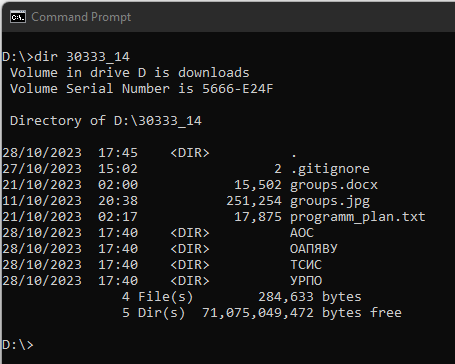 Command Prompt
D:\>dir 30333_14
Volume in drive D is downloads
Volume Serial Number is 5666-E24F
Directory of D:\30333_14
28/10/2023 17:45 <DIR> .
27/10/2023 15:02 2 .gitignore
21/10/2023 02:00 15,502 groups.docx
11/10/2023 20:38 251,254 groups.jpg
21/10/2023 02:17 17,875 programm_plan.txt
28/10/2023 17:40 <DIR> АОС
28/10/2023 17:40 <DIR> ОАПЯВУ
28/10/2023 17:40 <DIR> ТСИС
28/10/2023 17:40 <DIR> УРПО
4 File(s) 284,633 bytes
5 Dir(s) 71,075,049,472 bytes free
D:\>